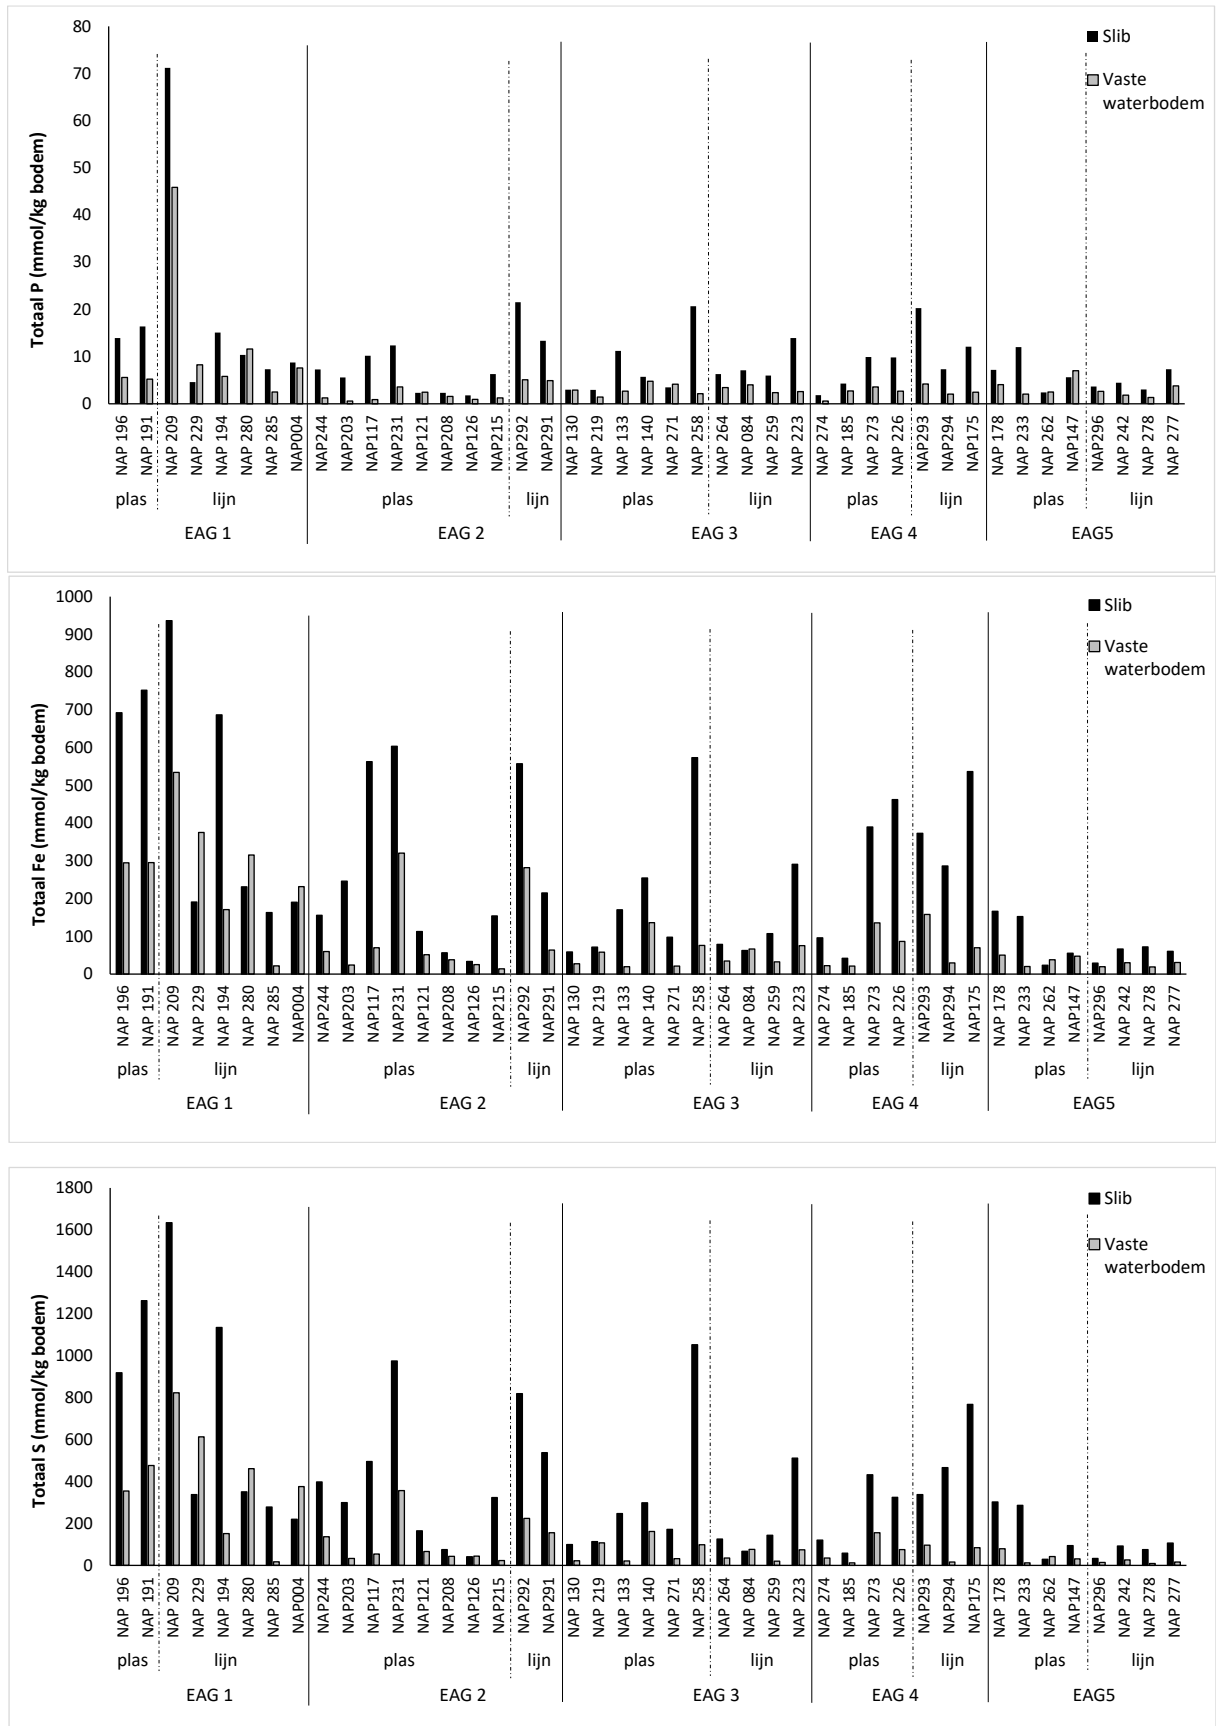 80
70
60
50
40
30
20
10
0
Totaal P (mmol/kg bodem)
Slib
Vaste
waterbodem
NAP 196
NAP 191
NAP 209
NAP 229
NAP 194
NAP 280
NAP 285
NAP004
NAP244
NAP203
NAP117
NAP231
NAP121
NAP208
NAP126
NAP215
NAP292
NAP291
NAP 130
NAP 219
NAP 133
NAP 140
NAP 271
NAP 258
NAP 264
NAP 084
NAP 259
NAP 223
NAP 274
NAP 185
NAP 273
NAP 226
NAP293
NAP294
NAP175
NAP 178
NAP 233
NAP 262
NAP147
NAP296
NAP 242
NAP 278
NAP 277
plas lijn plas lijn plas lijn plas lijn plas lijn
EAG 1 EAG 2 EAG 3 EAG 4 EAG5
1000
900
800
700
600
500
400
300
200
100
0
Totaal Fe (mmol/kg bodem)
Slib
Vaste
waterbodem
NAP 196
NAP 191
NAP 209
NAP 229
NAP 194
NAP 280
NAP 285
NAP004
NAP244
NAP203
NAP117
NAP231
NAP121
NAP208
NAP126
NAP215
NAP292
NAP291
NAP 130
NAP 219
NAP 133
NAP 140
NAP 271
NAP 258
NAP 264
NAP 084
NAP 259
NAP 223
NAP 274
NAP 185
NAP 273
NAP 226
NAP293
NAP294
NAP175
NAP 178
NAP 233
NAP 262
NAP147
NAP296
NAP 242
NAP 278
NAP 277
plas lijn plas lijn plas lijn plas lijn plas lijn
EAG 1 EAG 2 EAG 3 EAG 4 EAG5
1800
1600
1400
1200
1000
800
600
400
200
0
Totaal S (mmol/kg bodem)
Slib
Vaste
waterbodem
NAP 196
NAP 191
NAP 209
NAP 229
NAP 194
NAP 280
NAP 285
NAP004
NAP244
NAP203
NAP117
NAP231
NAP121
NAP208
NAP126
NAP215
NAP292
NAP291
NAP 130
NAP 219
NAP 133
NAP 140
NAP 271
NAP 258
NAP 264
NAP 084
NAP 259
NAP 223
NAP 274
NAP 185
NAP 273
NAP 226
NAP293
NAP294
NAP175
NAP 178
NAP 233
NAP 262
NAP147
NAP296
NAP 242
NAP 278
NAP 277
plas lijn plas lijn plas lijn plas lijn plas lijn
EAG 1 EAG 2 EAG 3 EAG 4 EAG5